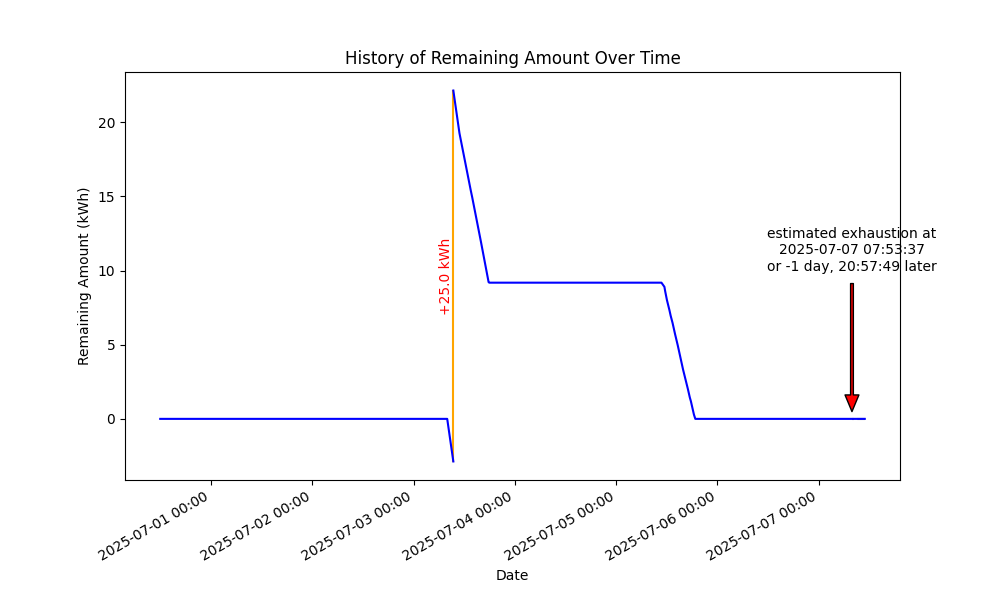 History of Remaining Amount Over Time
Remaining Amount (kWh)
20
15
10
5
0
+25.0 kWh
estimated exhaustion at
2025-07-07 07:53:37
or -1 day, 20:57:49 later
2025-07-01 00:00
2025-07-02 00:00
2025-07-03 00:00
2025-07-04 00:00
2025-07-05 00:00
2025-07-06 00:00
2025-07-07 00:00
Date